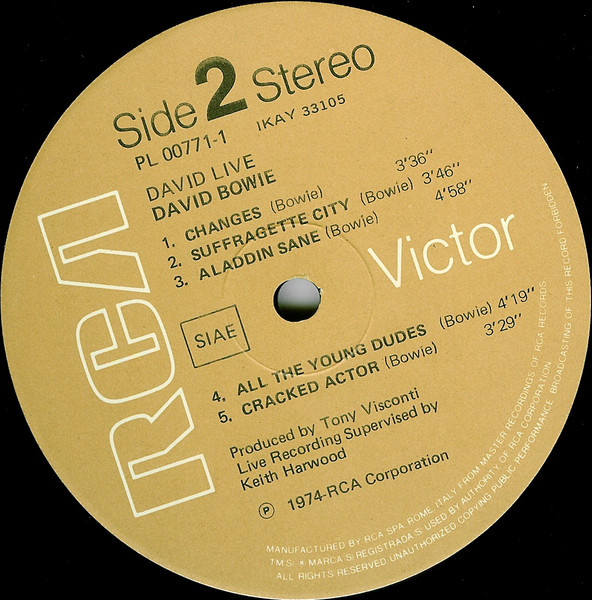 Side 2 Stereo
PL 00771-1 IKAY 33105
DAVID LIVE
DAVID BOWIE
1. CHANGES (Bowie) 3'36''
2. SUFFRAGETTE CITY (Bowie) 3'46''
3. ALADDIN SANE (Bowie) 4'58''
RCA Victor
SIAE
4. ALL THE YOUNG DUDES (Bowie) 4'19''
5. CRACKED ACTOR (Bowie) 3'29''
Produced by Tony Visconti
Live Recording Supervised by
Keith Harwood
℗ 1974-RCA Corporation
MANUFACTURED BY RCA SPA ROME, ITALY FROM MASTER RECORDINGS OF RCA RECORDS
TM.S: * MARCA S: REGISTRADA S: USED BY AUTHORITY OF RCA CORPORATION
ALL RIGHTS RESERVED UNAUTHORIZED COPYING PUBLIC PERFORMANCE BROADCASTING OF THIS RECORD FORBIDDEN